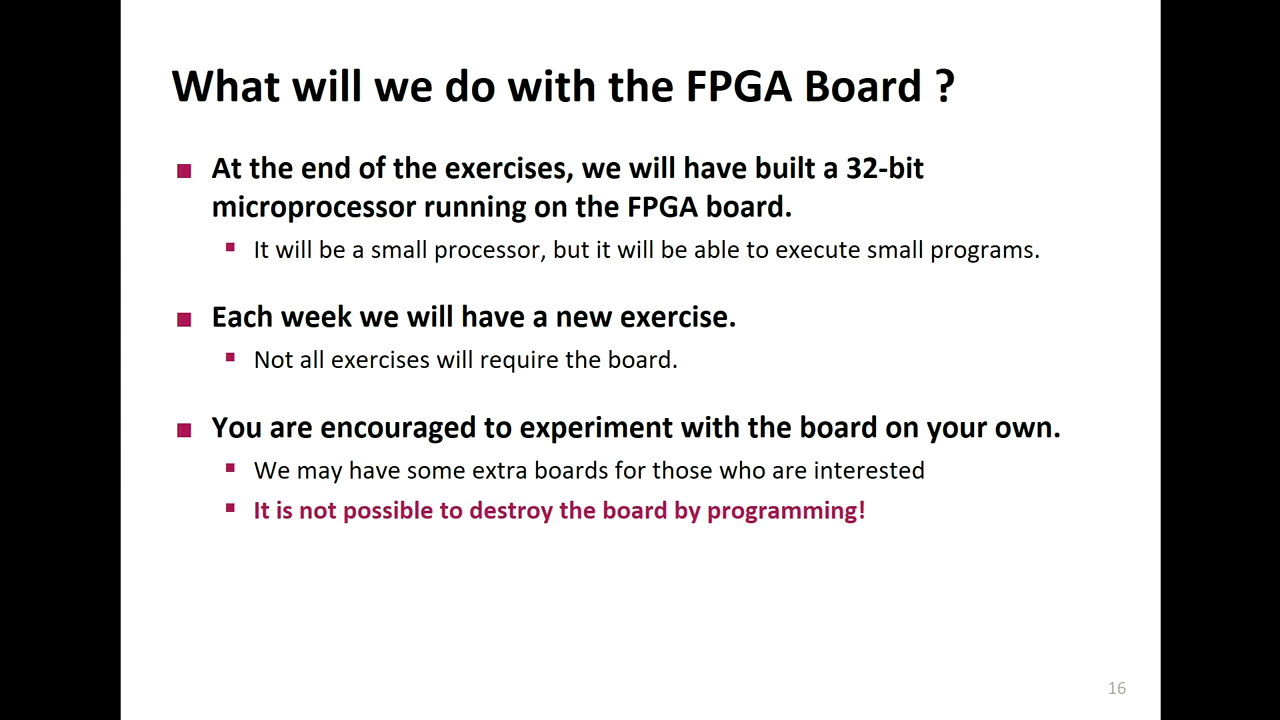 What will we do with the FPGA Board ?
At the end of the exercises, we will have built a 32-bit
microprocessor running on the FPGA board.
It will be a small processor, but it will be able to execute small programs.
Each week we will have a new exercise.
Not all exercises will require the board.
You are encouraged to experiment with the board on your own.
We may have some extra boards for those who are interested
It is not possible to destroy the board by programming!
16